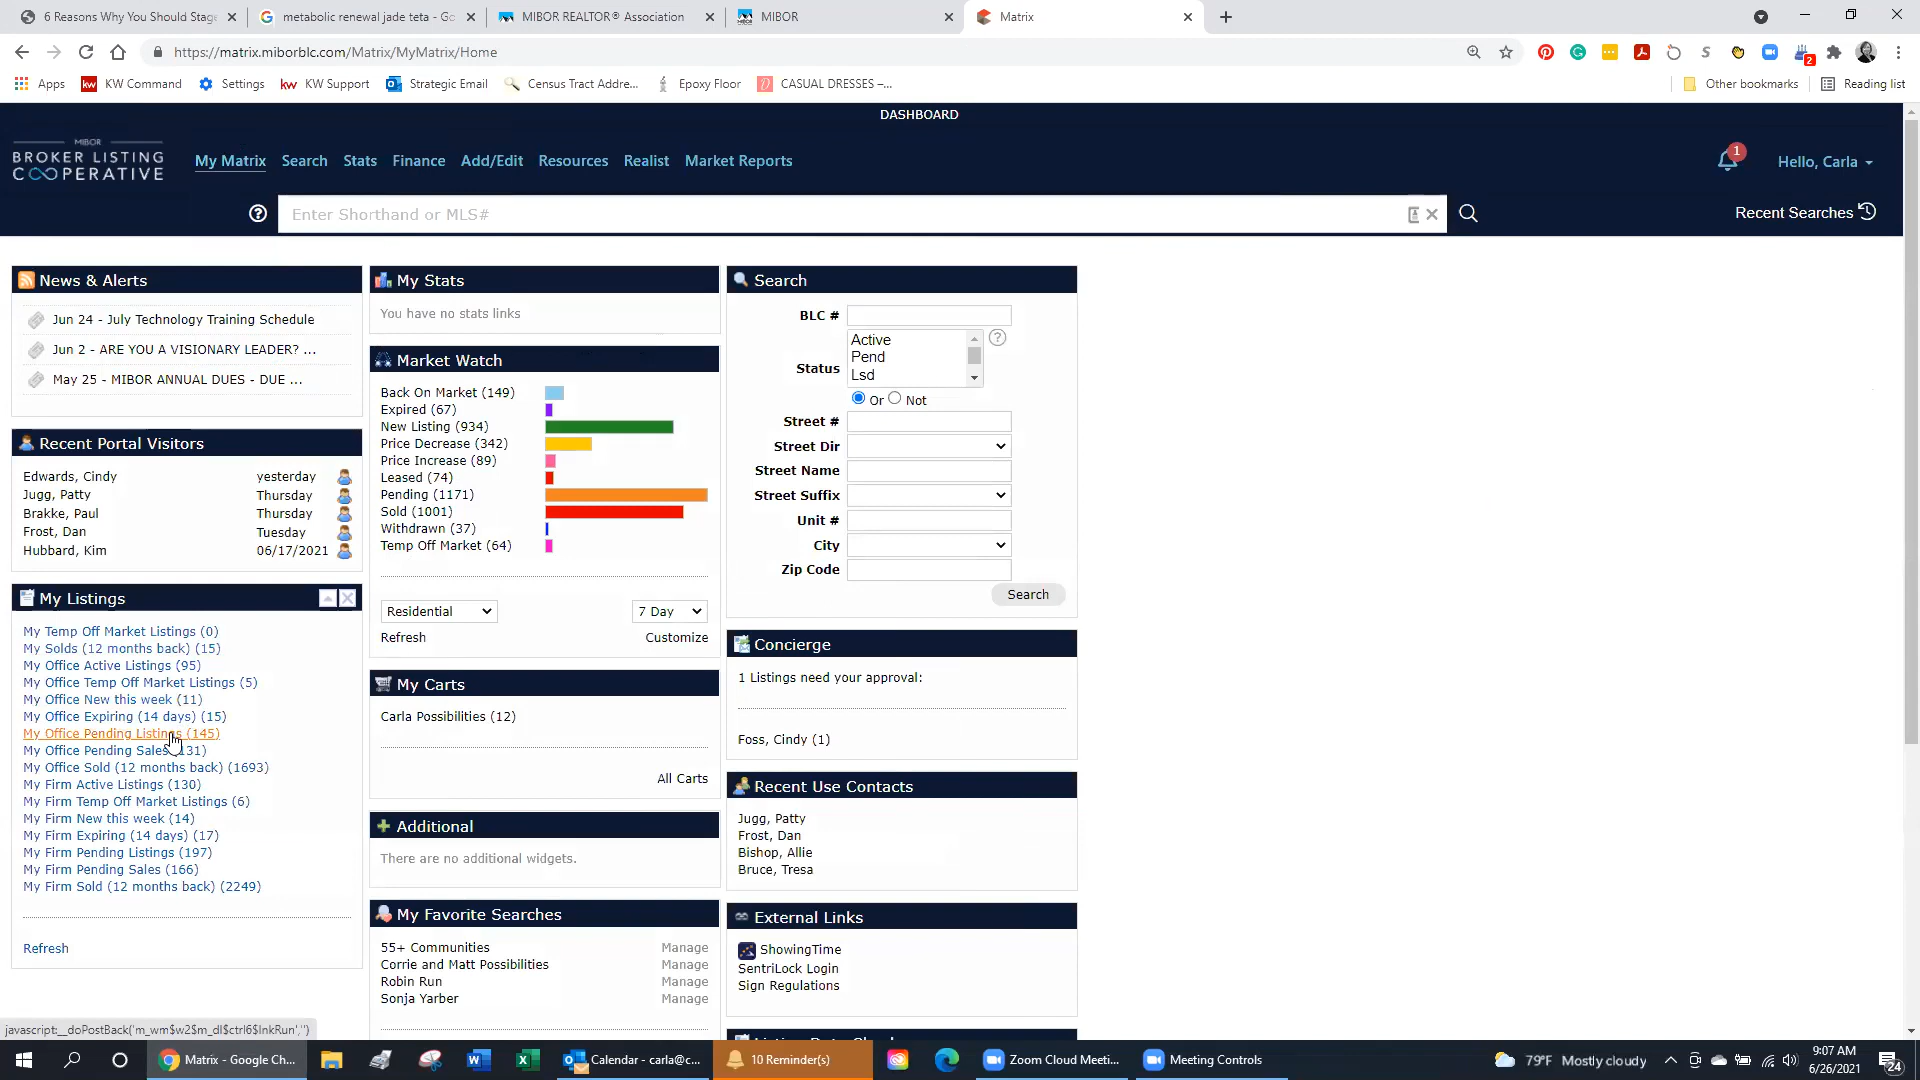 6 Reasons Why You Should Stage
metabolic renewal jade teta - Go
MIBOR REALTOR® Association
MIBOR
Matrix
https://matrix.miborblc.com/Matrix/MyMatrix/Home
2
Apps
KW Command
Settings
KW Support
Strategic Email
Census Tract Addre...
Epoxy Floor
CASUAL DRESSES –...
Other bookmarks
Reading list
DASHBOARD
MIBOR
BROKER LISTING
COOPERATIVE
My Matrix
Search
Stats
Finance
Add/Edit
Resources
Realist
Market Reports
1
Hello, Carla
Enter Shorthand or MLS#
Recent Searches
News & Alerts
Jun 24 - July Technology Training Schedule
Jun 2 - ARE YOU A VISIONARY LEADER? ...
May 25 - MIBOR ANNUAL DUES - DUE ...
Recent Portal Visitors
Edwards, Cindy yesterday
Jugg, Patty Thursday
Brakke, Paul Thursday
Frost, Dan Tuesday
Hubbard, Kim 06/17/2021
My Listings
My Temp Off Market Listings (0)
My Solds (12 months back) (15)
My Office Active Listings (95)
My Office Temp Off Market Listings (5)
My Office New this week (11)
My Office Expiring (14 days) (15)
My Office Pending Listings (145)
My Office Pending Sales (131)
My Office Sold (12 months back) (1693)
My Firm Active Listings (130)
My Firm Temp Off Market Listings (6)
My Firm New this week (14)
My Firm Expiring (14 days) (17)
My Firm Pending Listings (197)
My Firm Pending Sales (166)
My Firm Sold (12 months back) (2249)
Refresh
My Stats
You have no stats links
Market Watch
Back On Market (149)
Expired (67)
New Listing (934)
Price Decrease (342)
Price Increase (89)
Leased (74)
Pending (1171)
Sold (1001)
Withdrawn (37)
Temp Off Market (64)
Residential 7 Day
Refresh Customize
My Carts
Carla Possibilities (12)
All Carts
Additional
There are no additional widgets.
My Favorite Searches
55+ Communities Manage
Corrie and Matt Possibilities Manage
Robin Run Manage
Sonja Yarber Manage
Search
BLC #
Status
Active
Pend
Lsd
Or Not
Street #
Street Dir
Street Name
Street Suffix
Unit #
City
Zip Code
Search
Concierge
1 Listings need your approval:
Foss, Cindy (1)
Recent Use Contacts
Jugg, Patty
Frost, Dan
Bishop, Allie
Bruce, Tresa
External Links
ShowingTime
SentriLock Login
Sign Regulations
javascript:__doPostBack('m_wm$w2$m_dl$ctrl6$lnkRun','')
Matrix - Google Ch...
Calendar - carla@c...
10 Reminder(s)
Zoom Cloud Meeti...
Meeting Controls
79°F Mostly cloudy
9:07 AM
6/26/2021
24